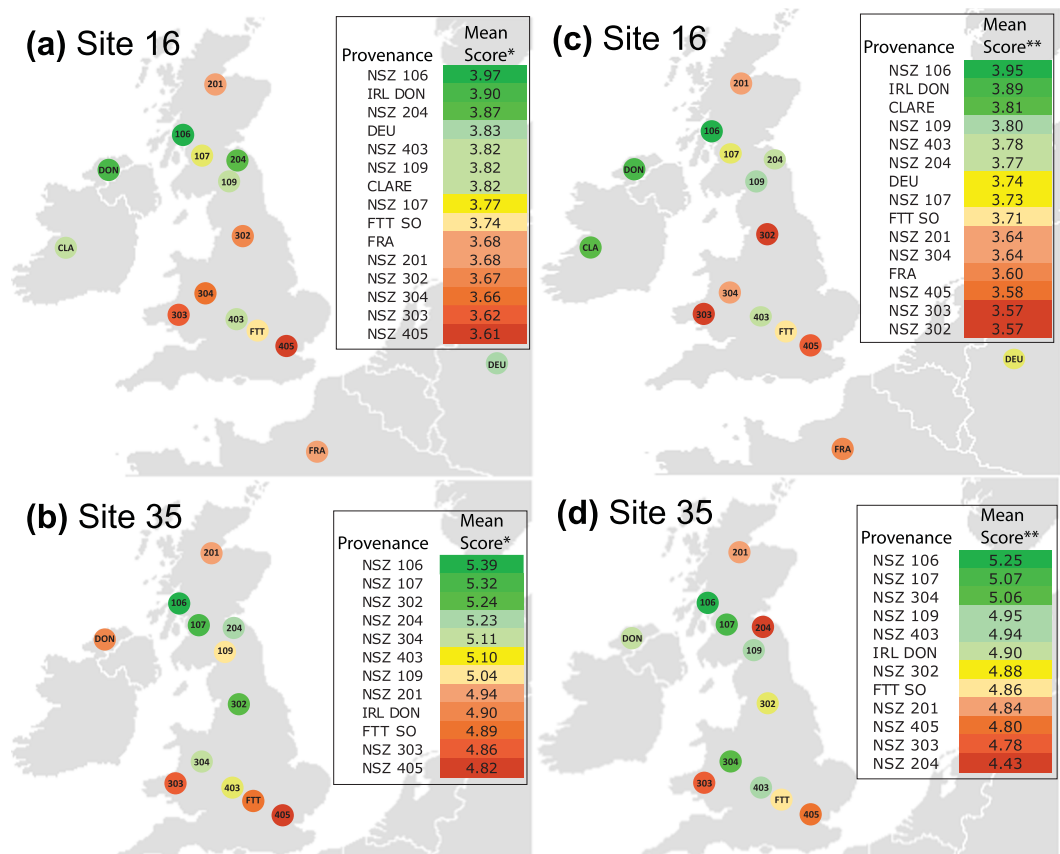 (a) Site 16
Provenance Mean Score*
NSZ 106 3.97
IRL DON 3.90
NSZ 204 3.87
DEU 3.83
NSZ 403 3.82
NSZ 109 3.82
CLARE 3.82
NSZ 107 3.77
FTT SO 3.74
FRA 3.68
NSZ 201 3.68
NSZ 302 3.67
NSZ 304 3.66
NSZ 303 3.62
NSZ 405 3.61
201
106
107
204
DON
109
302
CLA
304
303
403
FTT
405
DEU
FRA
(c) Site 16
Provenance Mean Score**
NSZ 106 3.95
IRL DON 3.89
CLARE 3.81
NSZ 109 3.80
NSZ 403 3.78
NSZ 204 3.77
DEU 3.74
NSZ 107 3.73
FTT SO 3.71
NSZ 201 3.64
NSZ 304 3.64
FRA 3.60
NSZ 405 3.58
NSZ 303 3.57
NSZ 302 3.57
201
106
107
204
DON
109
302
CLA
304
303
403
FTT
405
DEU
FRA
(b) Site 35
Provenance Mean Score*
NSZ 106 5.39
NSZ 107 5.32
NSZ 302 5.24
NSZ 204 5.23
NSZ 304 5.11
NSZ 403 5.10
NSZ 109 5.04
NSZ 201 4.94
IRL DON 4.90
FTT SO 4.89
NSZ 303 4.86
NSZ 405 4.82
201
106
107
204
DON
109
302
304
303
403
FTT
405
(d) Site 35
Provenance Mean Score**
NSZ 106 5.25
NSZ 107 5.07
NSZ 304 5.06
NSZ 109 4.95
NSZ 403 4.94
IRL DON 4.90
NSZ 302 4.88
FTT SO 4.86
NSZ 201 4.84
NSZ 405 4.80
NSZ 303 4.78
NSZ 204 4.43
201
106
107
204
DON
109
302
304
303
403
FTT
405